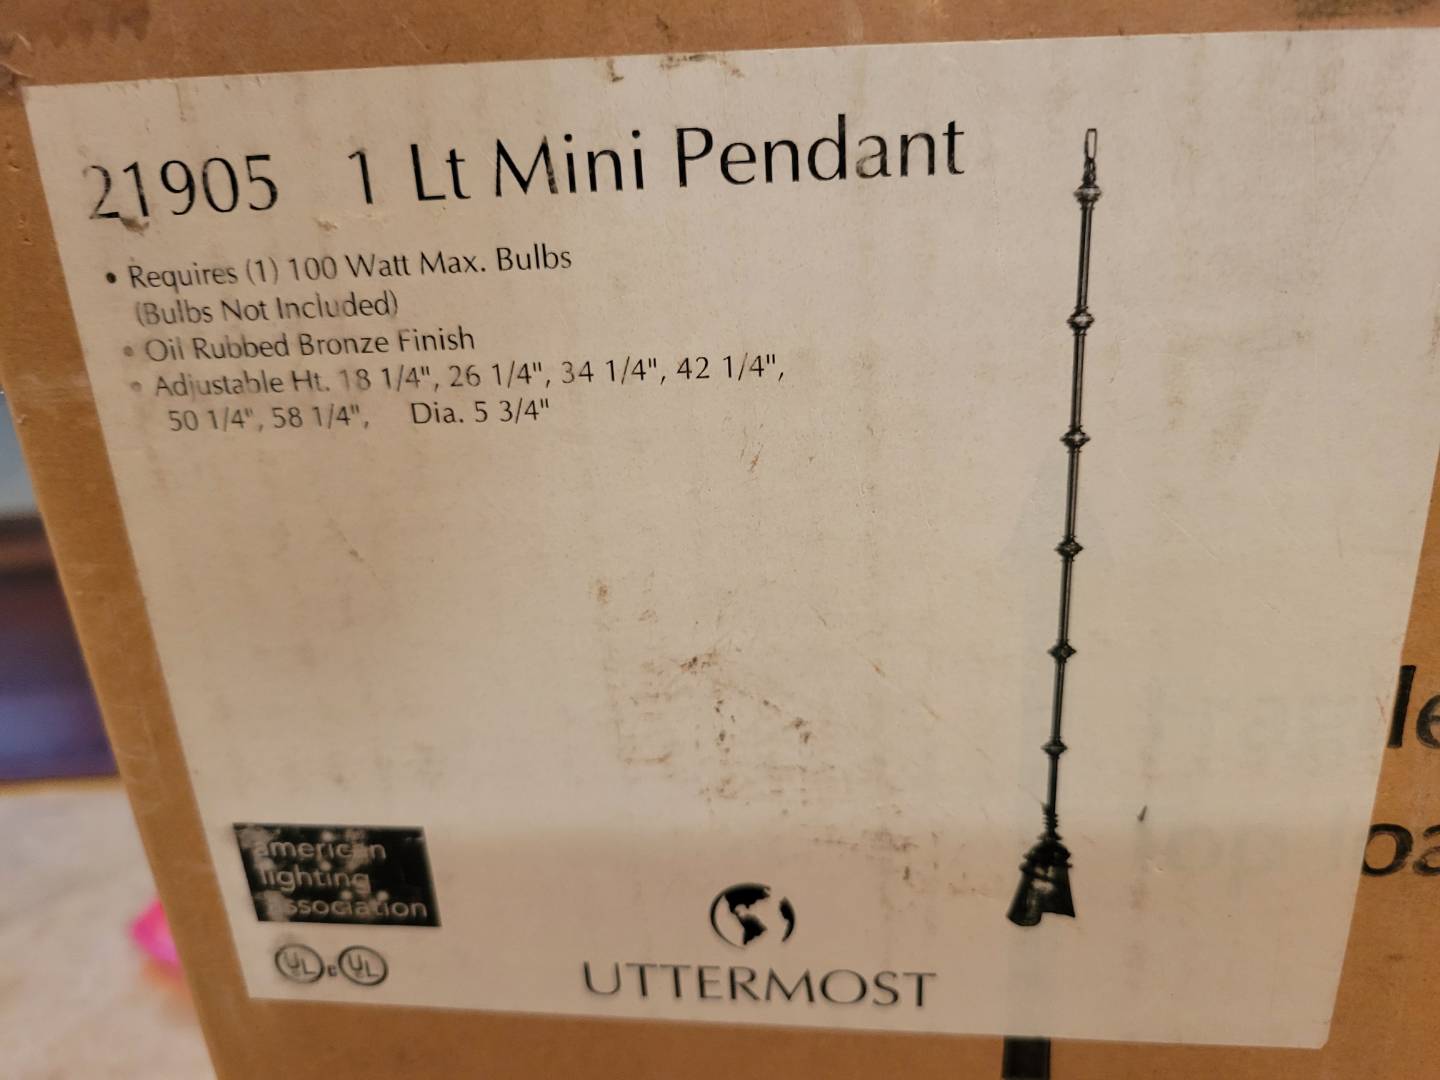 21905 1 Lt Mini Pendant
• Requires (1) 100 Watt Max. Bulbs
(Bulbs Not Included)
• Oil Rubbed Bronze Finish
• Adjustable Ht. 18 1/4", 26 1/4", 34 1/4", 42 1/4",
50 1/4", 58 1/4", Dia. 5 3/4"
american
lighting
association
UL c UL
UTTERMOST